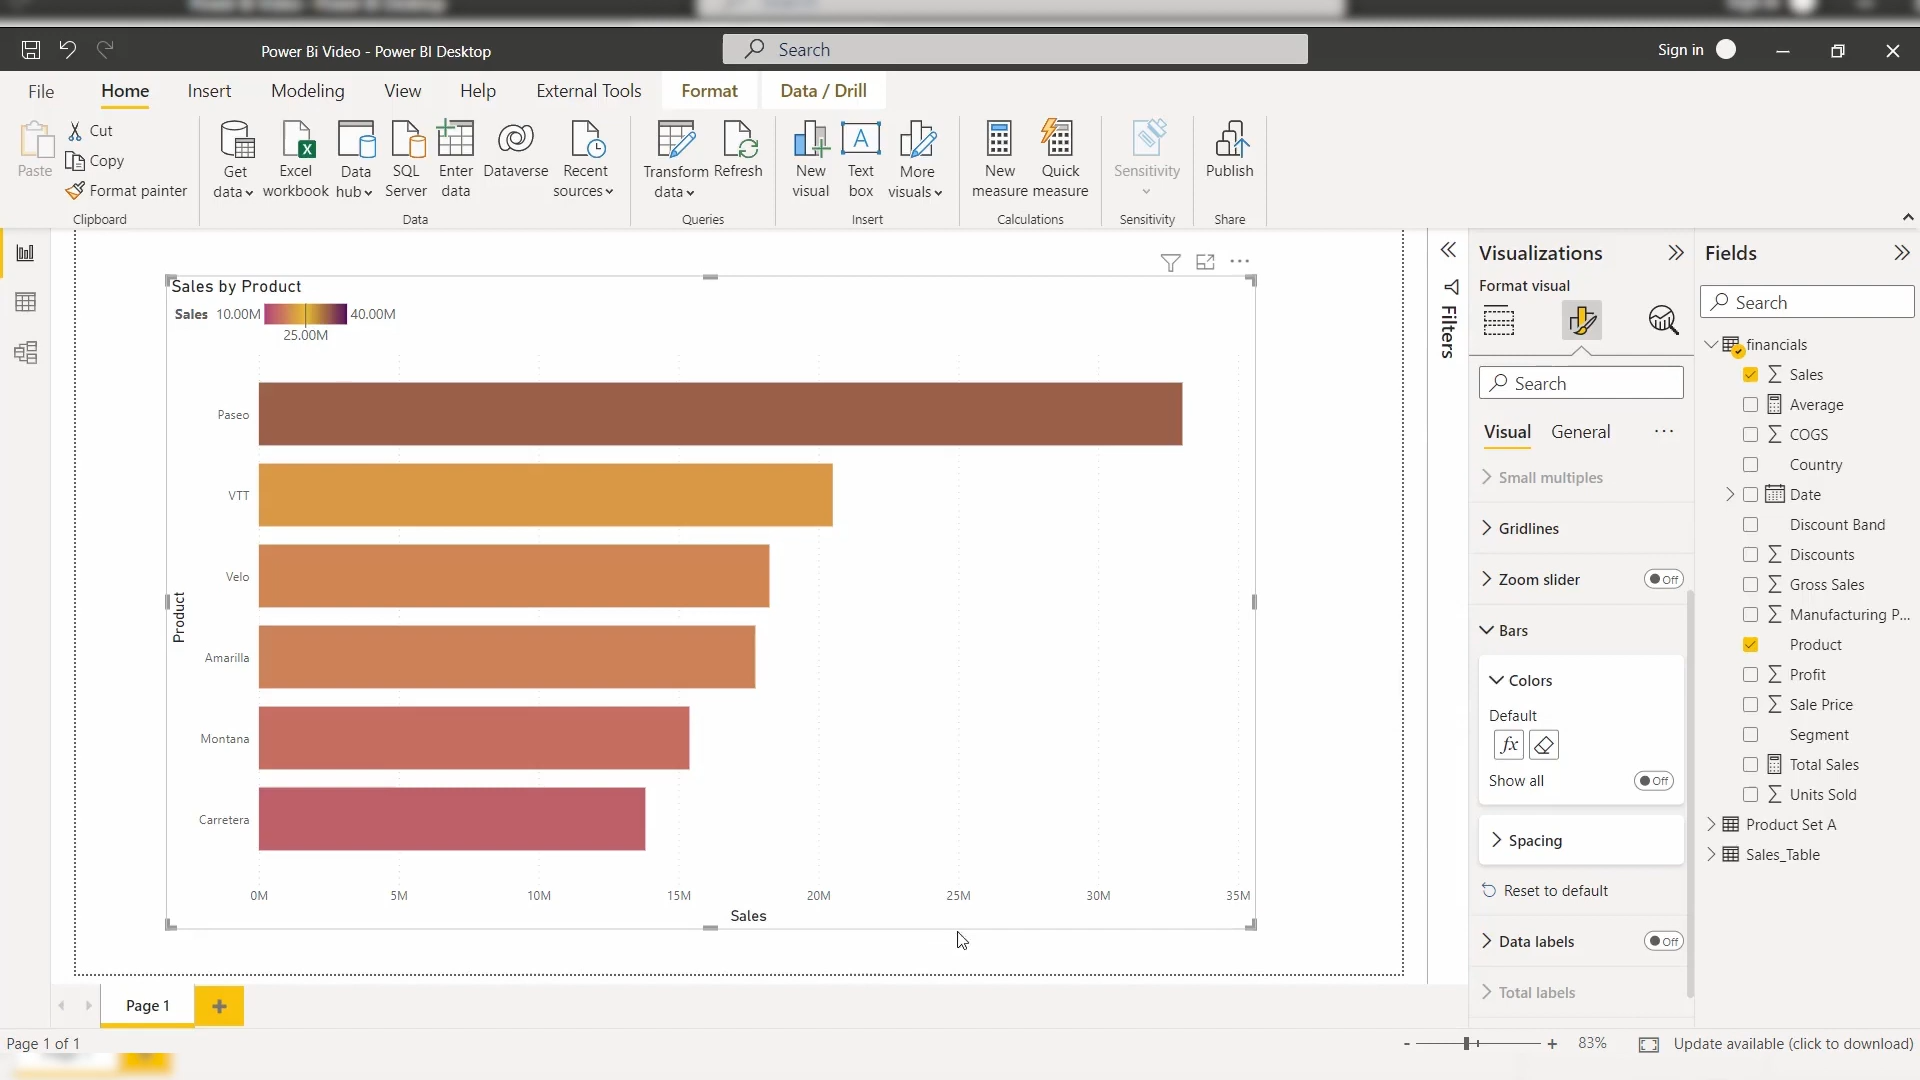 Power Bi Video - Power BI Desktop
Search
Sign in
File Home Insert Modeling View Help External Tools Format Data / Drill
Paste
Cut
Copy
Format painter
Clipboard
Get data
Excel workbook
Data hub
SQL Server
Enter data
Dataverse
Recent sources
Data
Transform data
Refresh
Queries
New visual
Text box
More visuals
Insert
New measure
Quick measure
Calculations
Sensitivity
Sensitivity
Publish
Share
Sales by Product
Sales 10.00M 40.00M
25.00M
Product
Paseo
VTT
Velo
Amarilla
Montana
Carretera
0M 5M 10M 15M 20M 25M 30M 35M
Sales
Filters
Visualizations
Format visual
Search
Visual General
Small multiples
Gridlines
Zoom slider Off
Bars
Colors
Default
fx
Show all Off
Spacing
Reset to default
Data labels Off
Total labels
Fields
Search
financials
Sales
Average
COGS
Country
Date
Discount Band
Discounts
Gross Sales
Manufacturing P...
Product
Profit
Sale Price
Segment
Total Sales
Units Sold
Product Set A
Sales_Table
Page 1
Page 1 of 1
- + 83%
Update available (click to download)